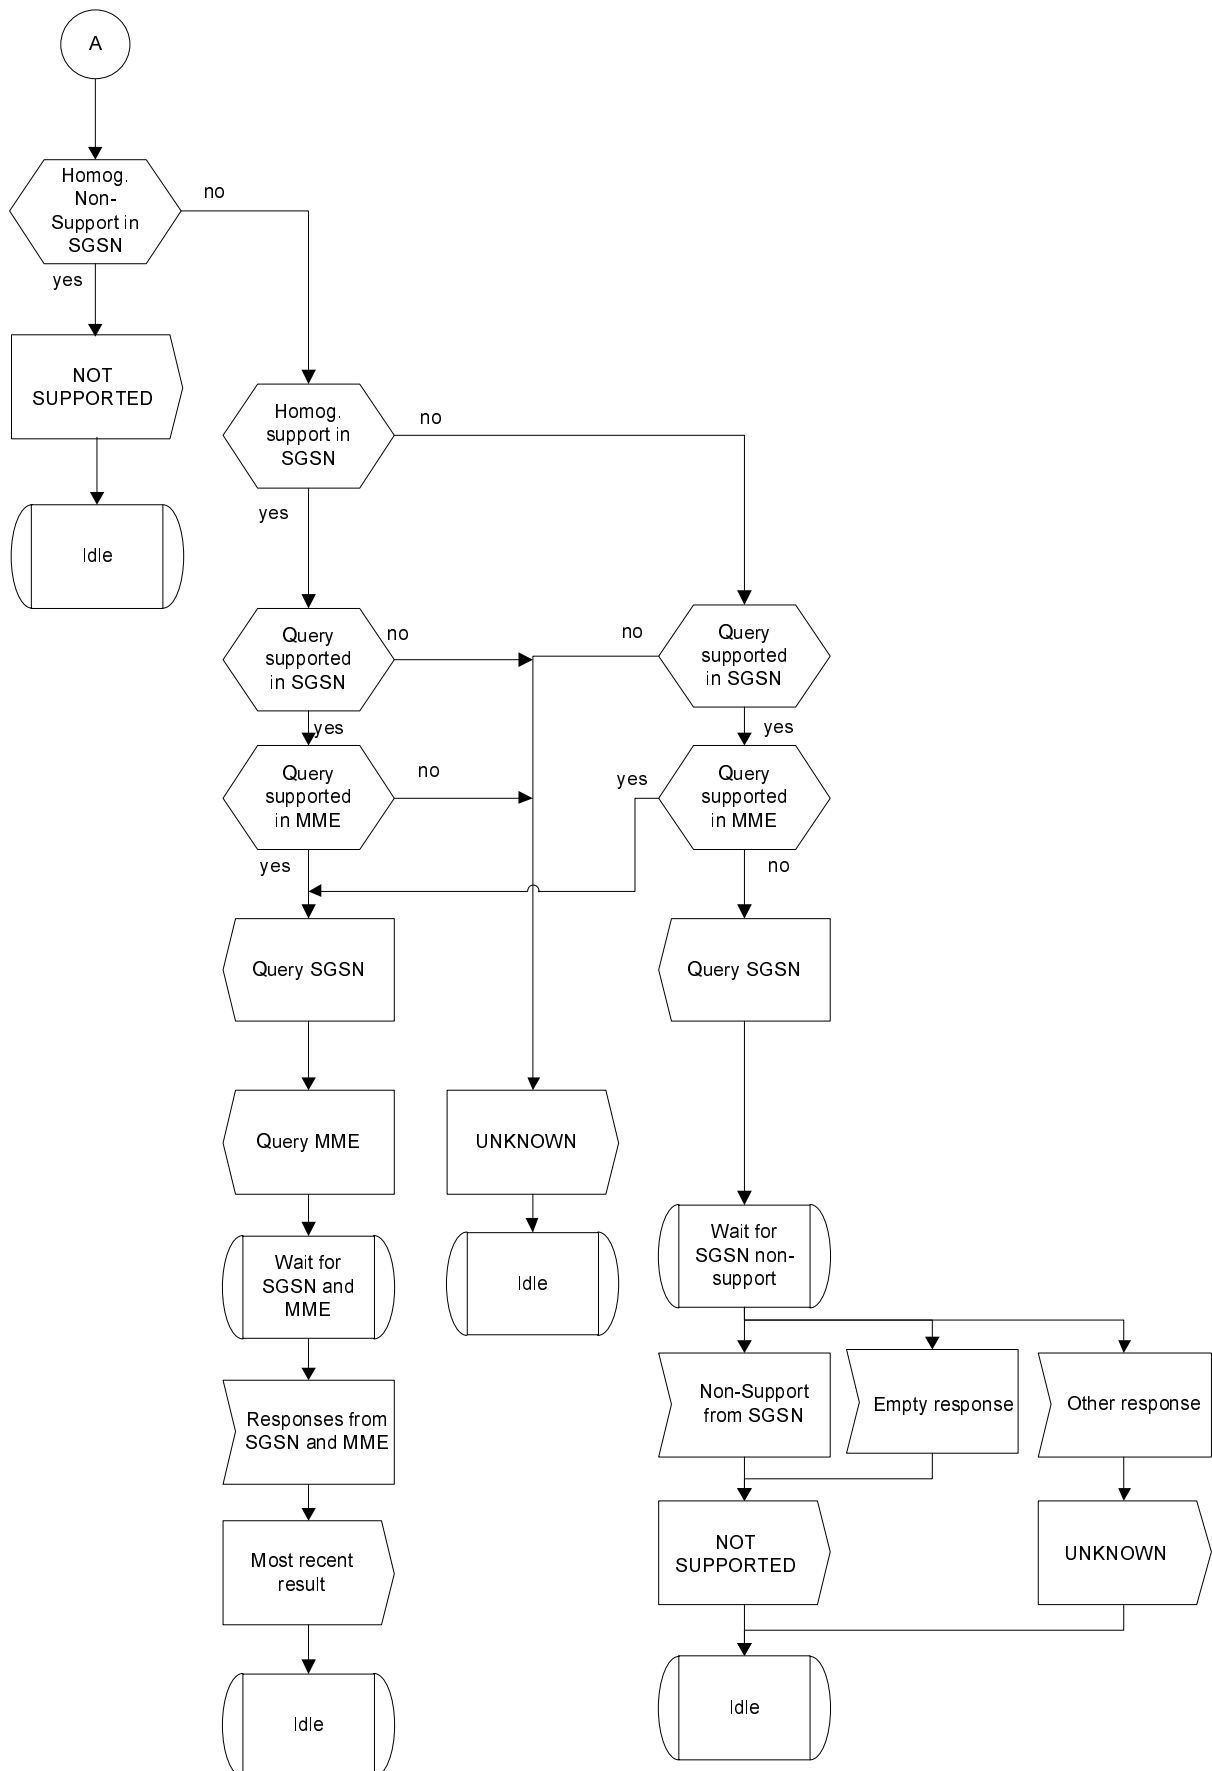 A
Homog.
Non-
Support in
SGSN
no
yes
NOT
SUPPORTED
Idle
Homog.
support in
SGSN
no
yes
Query
supported
in SGSN
no
yes
no
Query
supported
in SGSN
yes
Query
supported
in MME
no
yes
yes
Query
supported
in MME
no
Query SGSN
Query SGSN
Query MME
UNKNOWN
Wait for
SGSN and
MME
Idle
Wait for
SGSN non-
support
Responses from
SGSN and MME
Non-Support
from SGSN
Empty response
Other response
Most recent
result
NOT
SUPPORTED
UNKNOWN
Idle
Idle